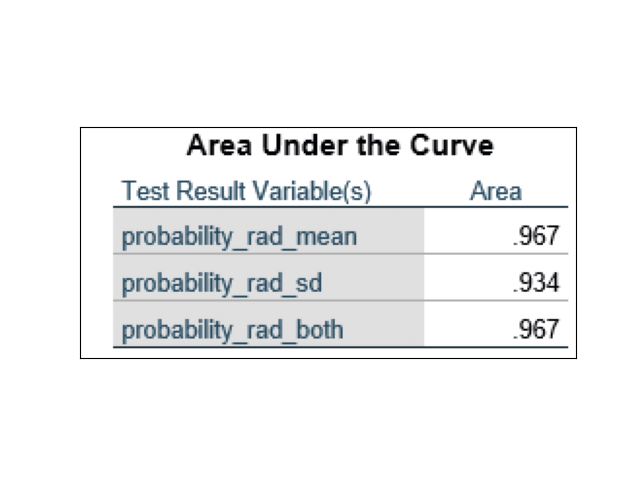 Area Under the Curve
Test Result Variable(s) Area
probability_rad_mean .967
probability_rad_sd .934
probability_rad_both .967